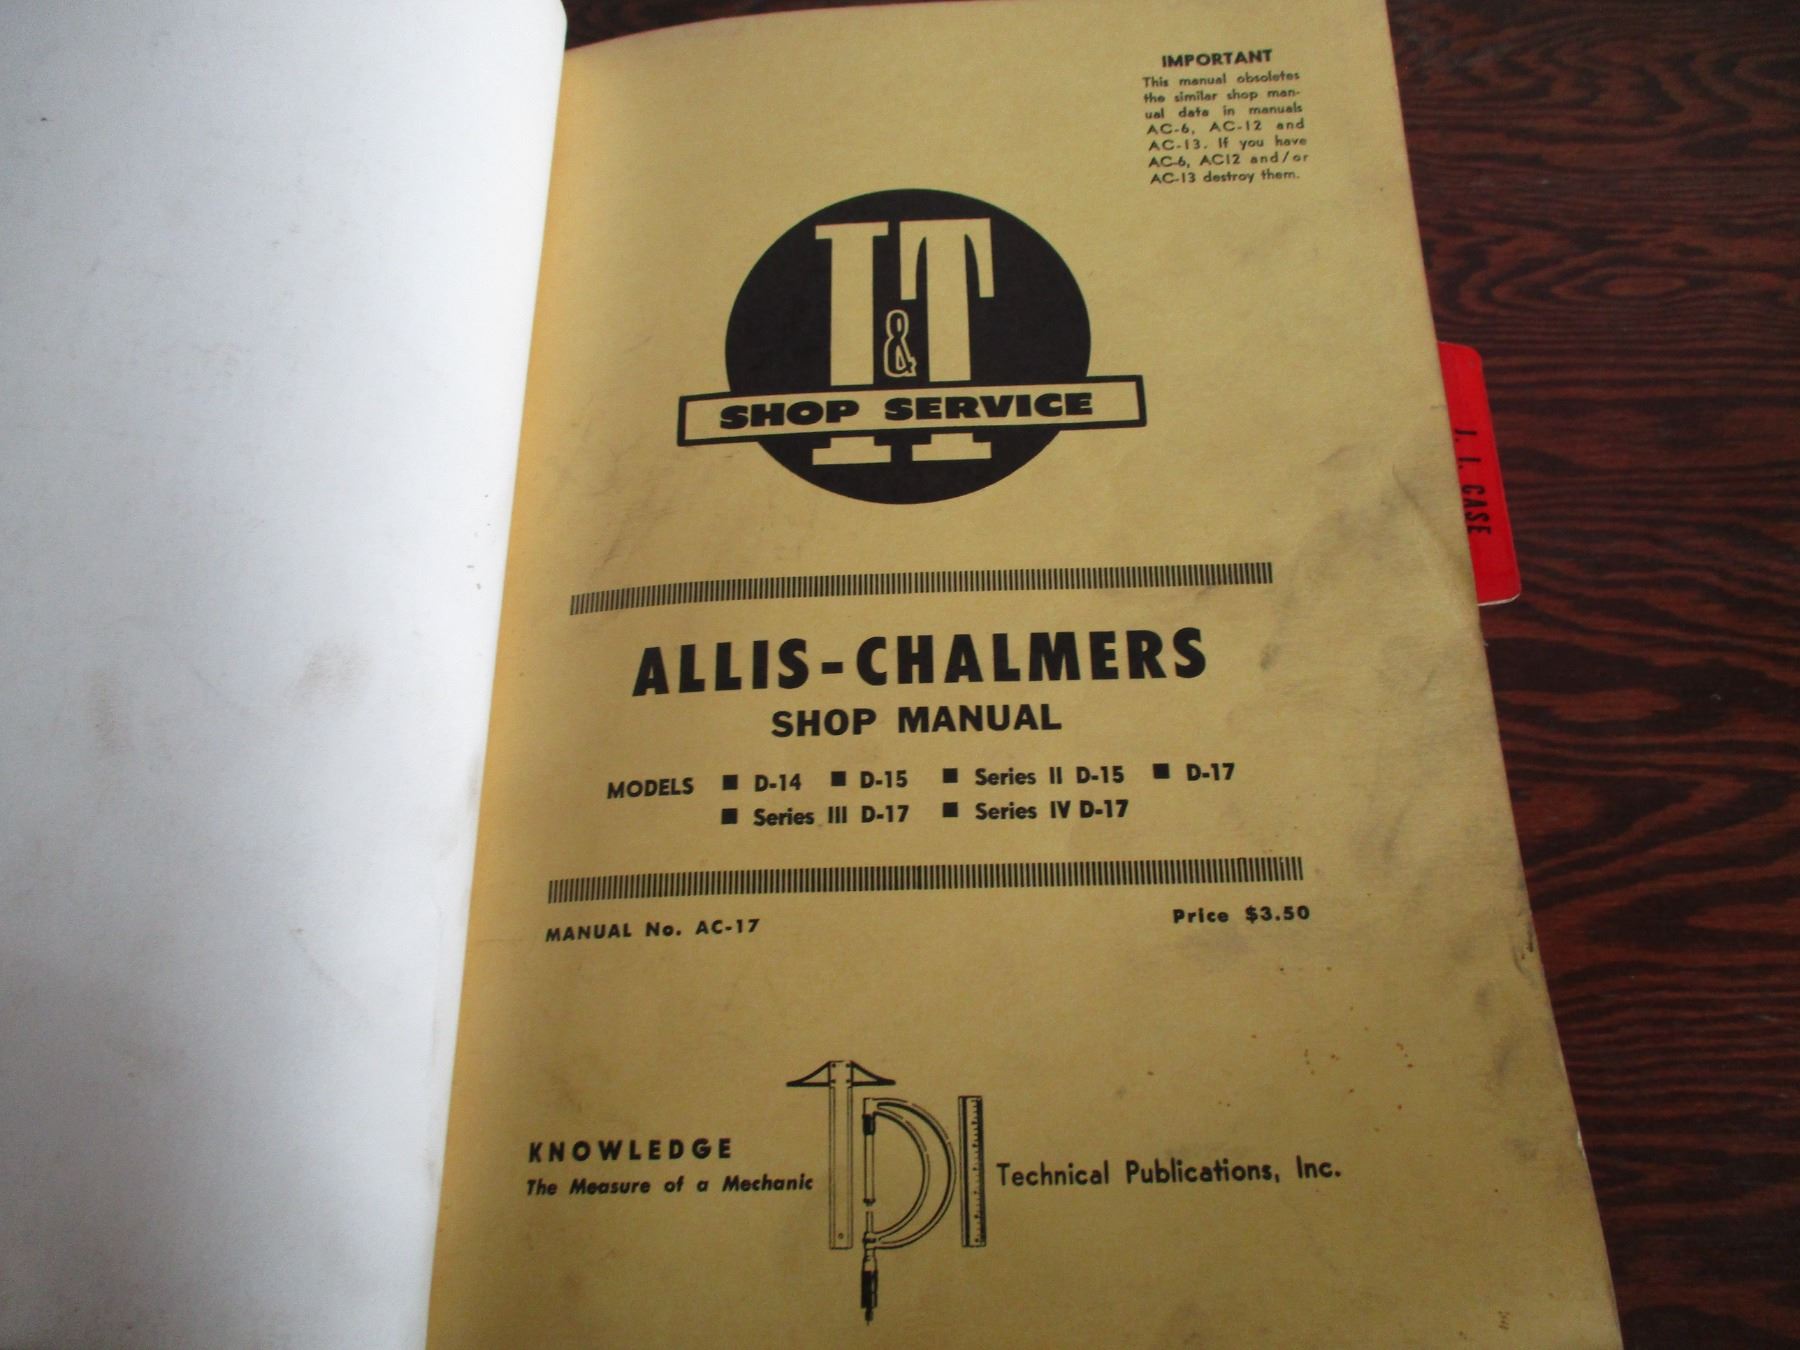 IMPORTANT
This manual obsoletes
the similar shop man-
ual data in manuals
AC-6, AC-12 and
AC-13. If you have
AC-6, AC12 and/or
AC-13 destroy them.
I&T
SHOP SERVICE
J. I. CASE
ALLIS-CHALMERS
SHOP MANUAL
MODELS ■ D-14 ■ D-15 ■ Series II D-15 ■ D-17
■ Series III D-17 ■ Series IV D-17
MANUAL No. AC-17 Price $3.50
KNOWLEDGE
The Measure of a Mechanic
TPI
Technical Publications, Inc.